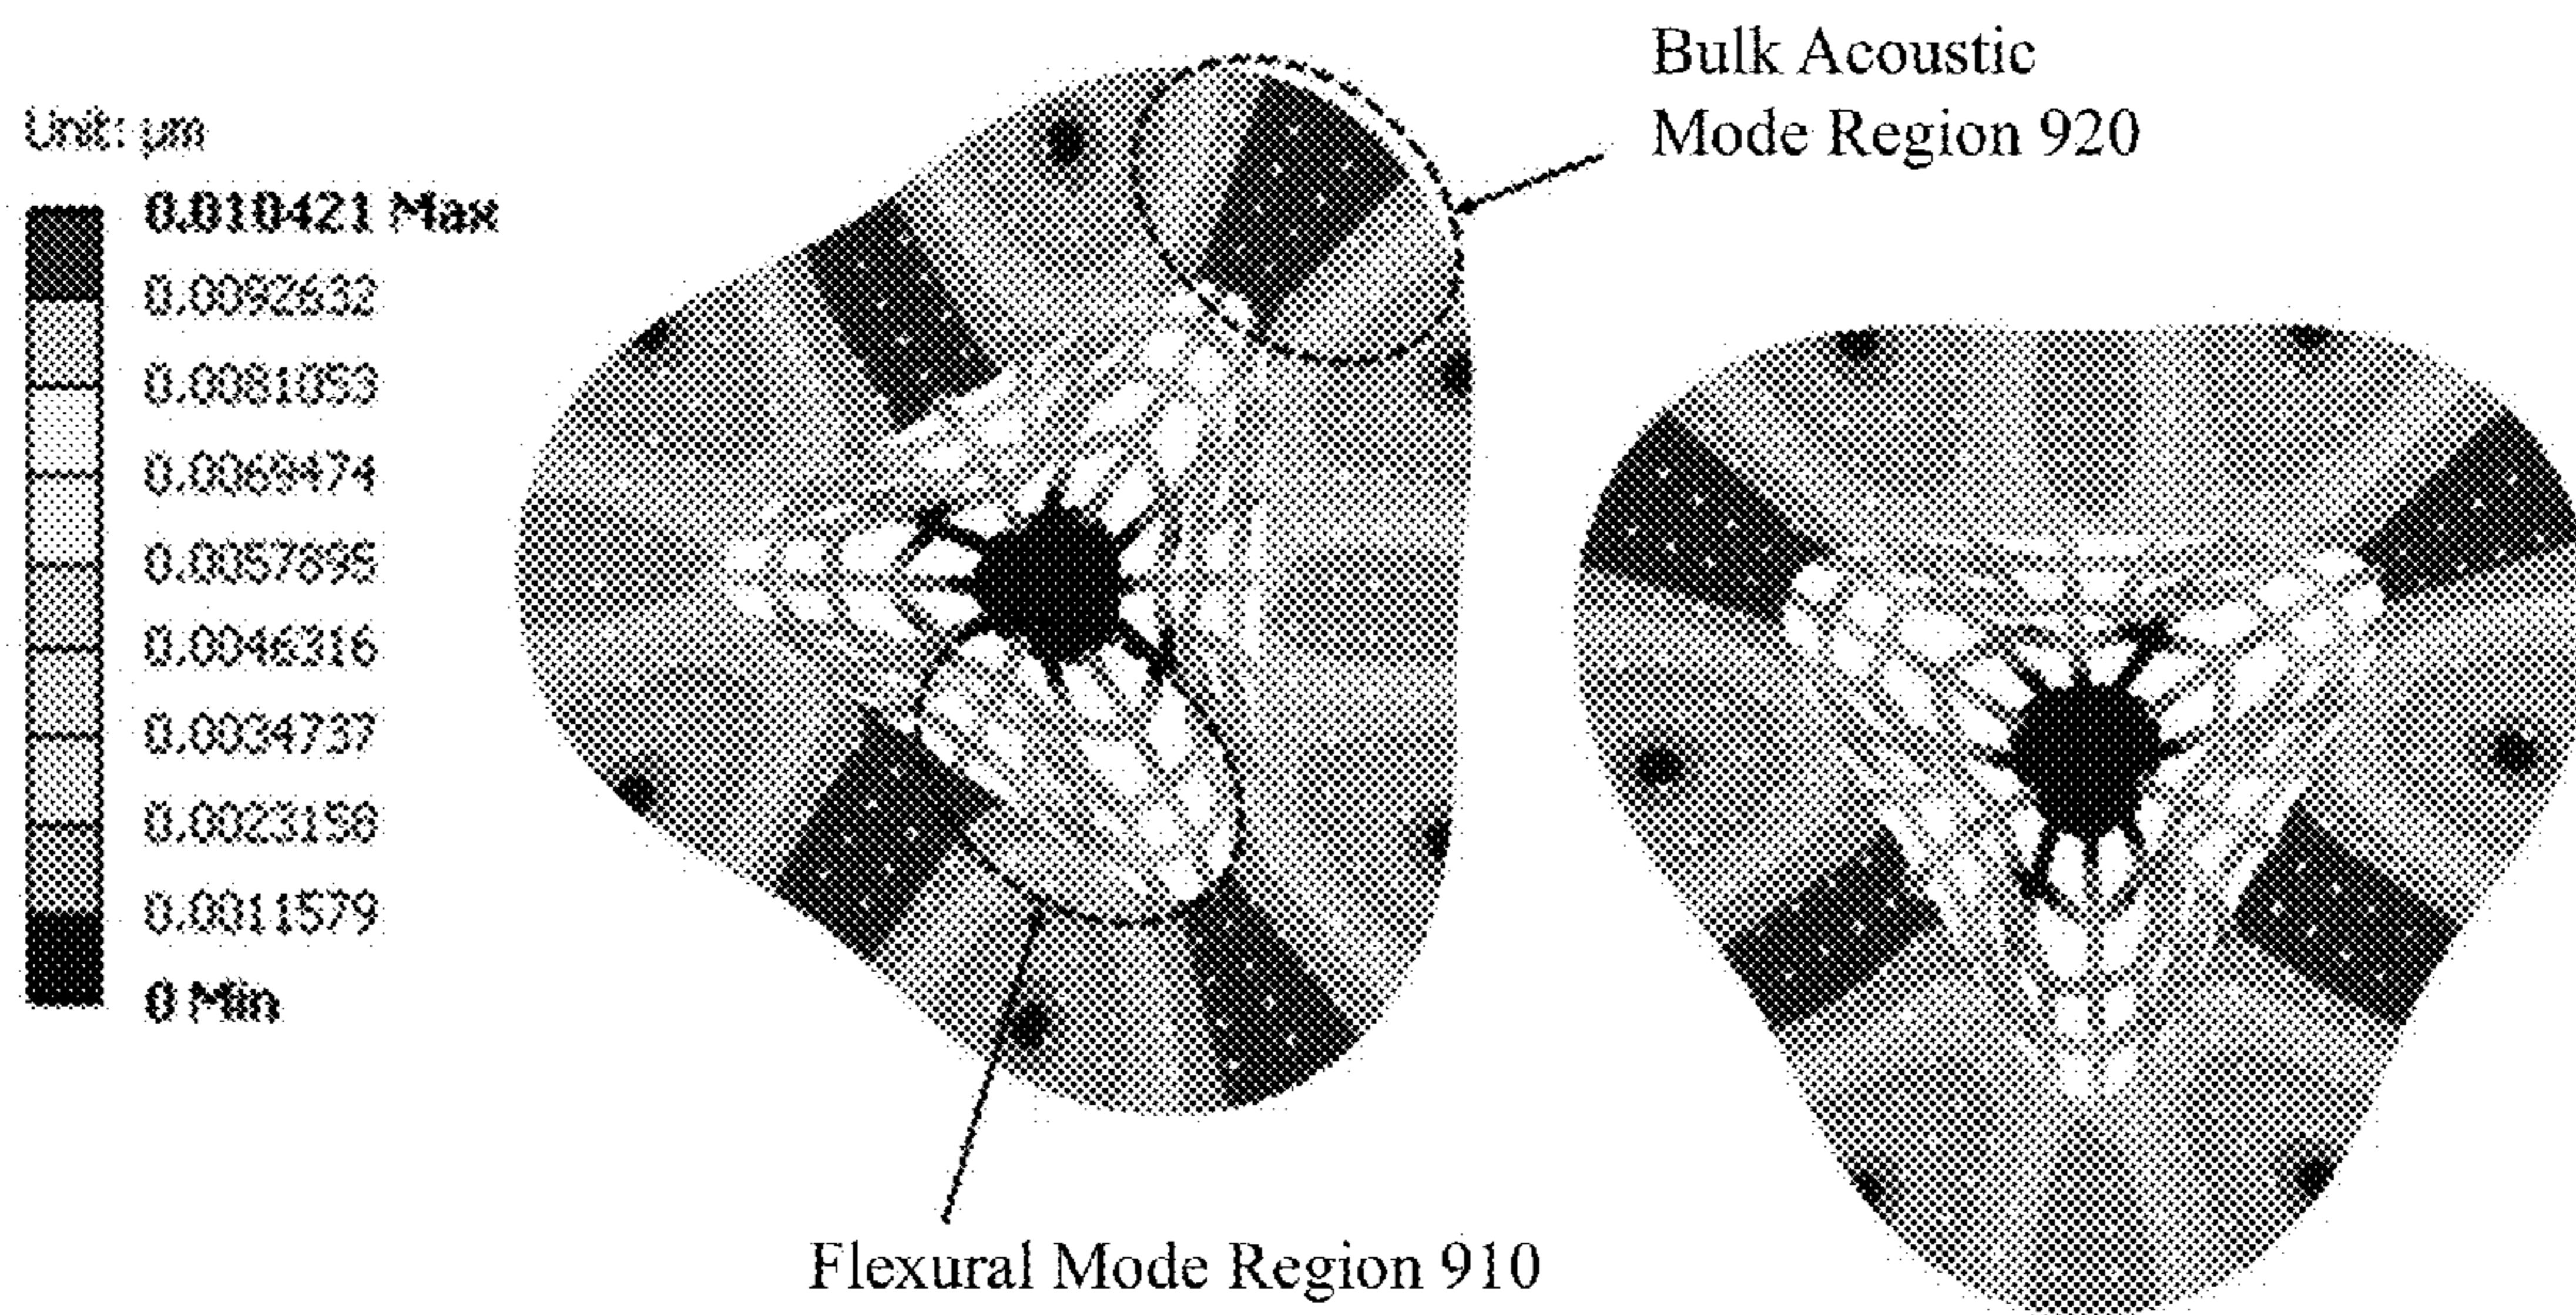 Bulk Acoustic
Mode Region 920
Unit: µm
0.010421 Max
0.0092632
0.0081053
0.0069474
0.0057895
0.0046316
0.0034737
0.0023158
0.0011579
0 Min
Flexural Mode Region 910